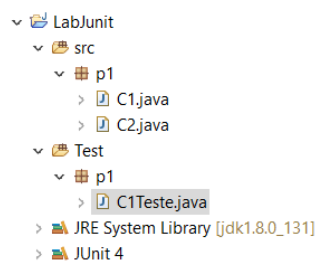 LabJunit
src
p1
C1.java
C2.java
Test
p1
C1Teste.java
JRE System Library [jdk1.8.0_131]
JUnit 4